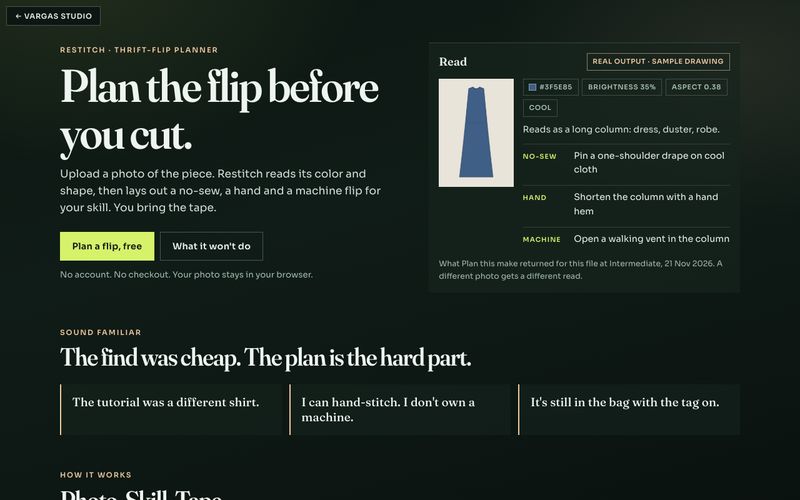 ← VARGAS STUDIO
RESTITCH · THRIFT-FLIP PLANNER
Plan the flip before
you cut.
Upload a photo of the piece. Restitch reads its color and
shape, then lays out a no-sew, a hand and a machine flip for
your skill. You bring the tape.
Plan a flip, free
What it won't do
No account. No checkout. Your photo stays in your browser.
Read
REAL OUTPUT · SAMPLE DRAWING
#3F5E85
BRIGHTNESS 35%
ASPECT 0.38
COOL
Reads as a long column: dress, duster, robe.
NO-SEW
Pin a one-shoulder drape on cool
cloth
HAND
Shorten the column with a hand
hem
MACHINE
Open a walking vent in the column
What Plan this make returned for this file at Intermediate, 21 Nov 2026. A
different photo gets a different read.
SOUND FAMILIAR
The find was cheap. The plan is the hard part.
The tutorial was a different shirt.
I can hand-stitch. I don't own a
machine.
It's still in the bag with the tag on.
HOW IT WORKS
Photo. Skill. Tape.